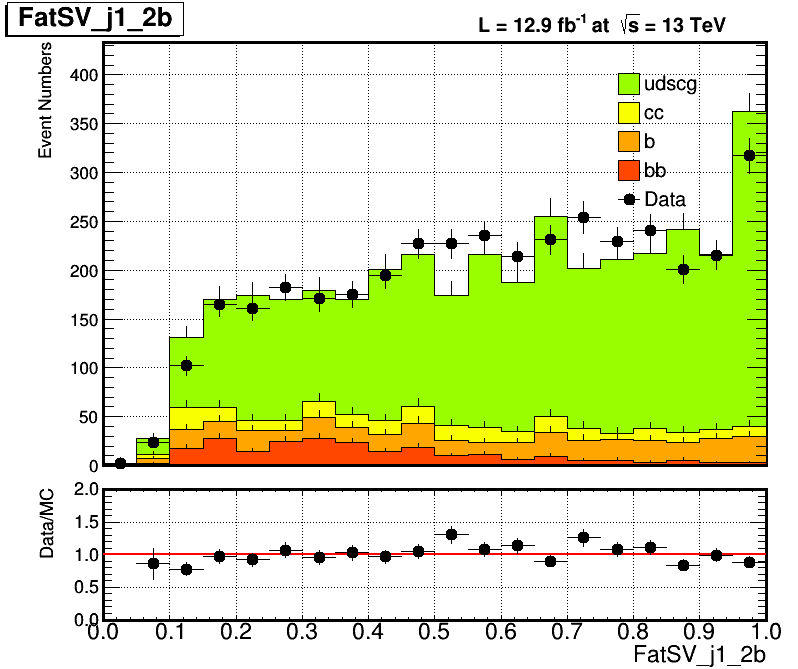 FatSV_j1_2b
L = 12.9 fb-1 at √s = 13 TeV
Event Numbers
400
350
300
250
200
150
100
50
0
udscg
cc
b
bb
Data
Data/MC
2.0
1.5
1.0
0.5
0.0
0.0 0.1 0.2 0.3 0.4 0.5 0.6 0.7 0.8 0.9 1.0
FatSV_j1_2b